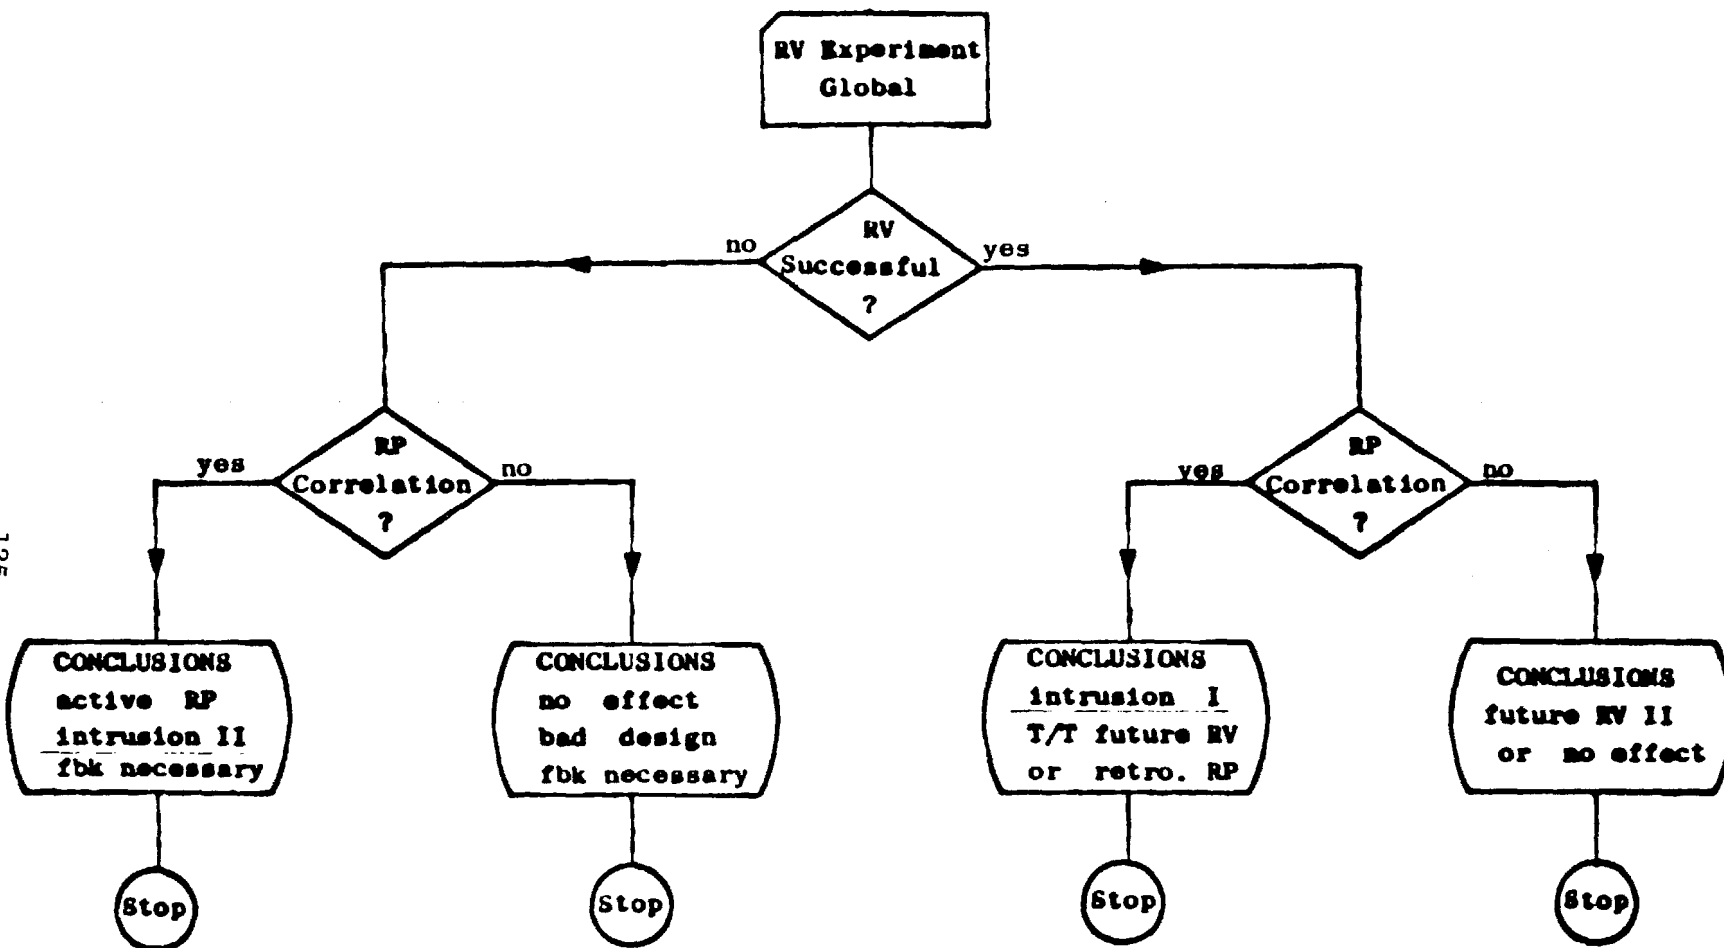 RV Experiment
Global
RV
Successful
?
no
yes
RP
Correlation
?
yes
no
RP
Correlation
?
yes
no
125
CONCLUSIONS
active RP
intrusion II
fbk necessary
CONCLUSIONS
no effect
bad design
fbk necessary
CONCLUSIONS
intrusion I
T/T future RV
or retro. RP
CONCLUSIONS
future RV II
or no effect
Stop
Stop
Stop
Stop